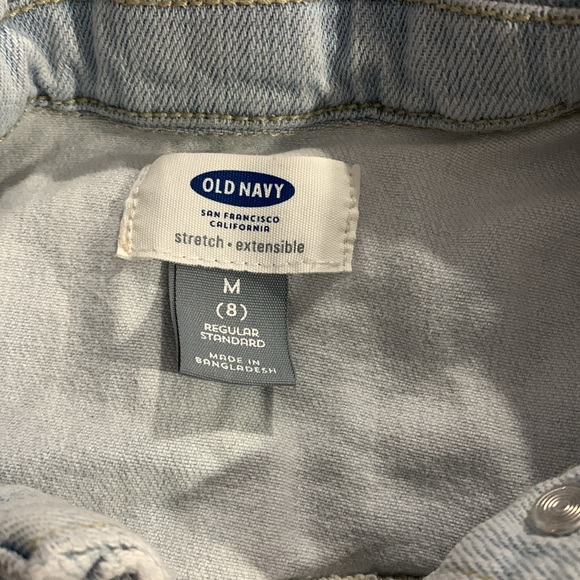 OLD NAVY
SAN FRANCISCO
CALIFORNIA
stretch • extensible
M
(8)
REGULAR
STANDARD
MADE IN
BANGLADESH